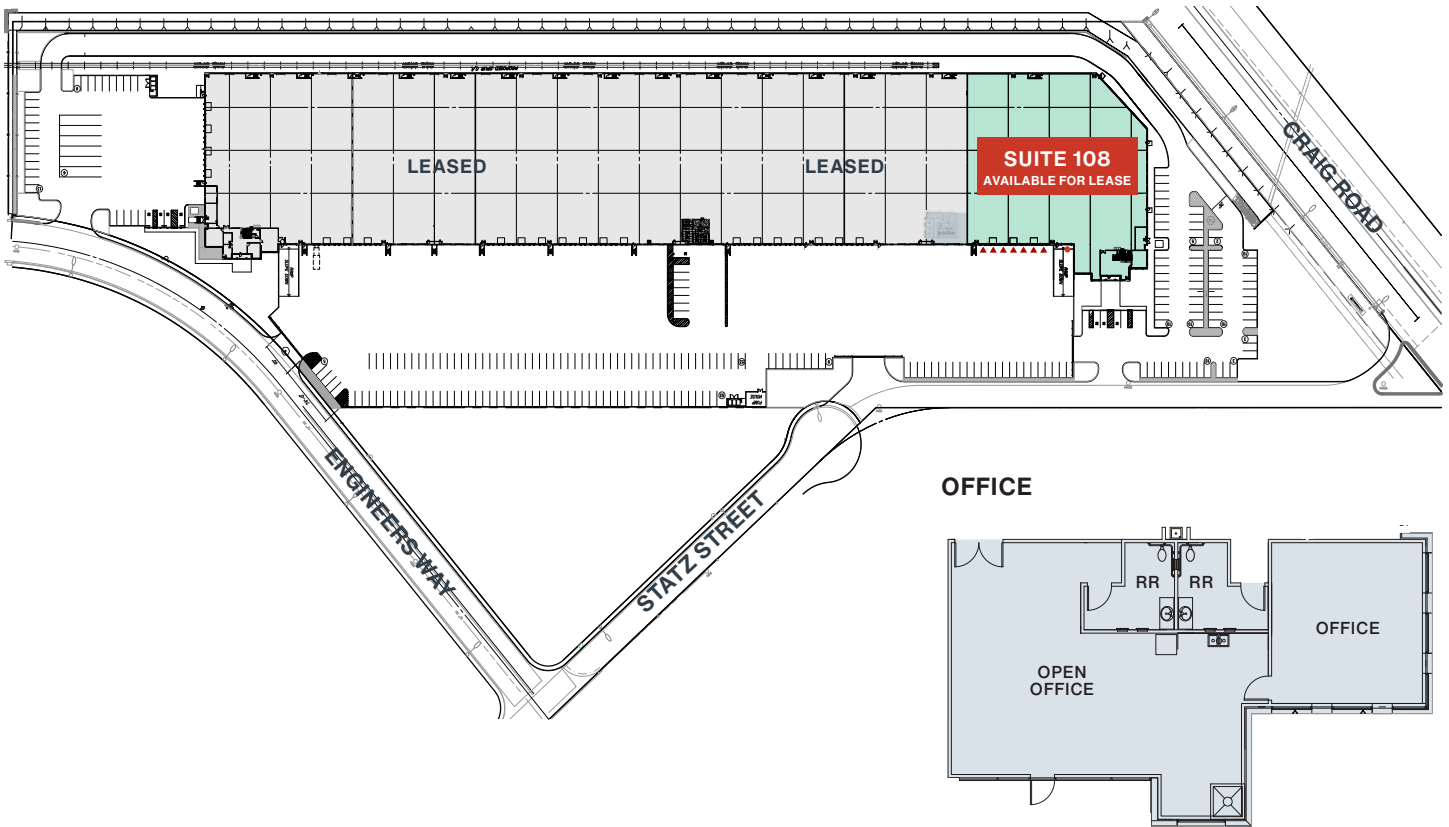 LEASED
LEASED
SUITE 108
AVAILABLE FOR LEASE
CRAIG ROAD
ENGINEERS WAY
STATZ STREET
OFFICE
RR
RR
OFFICE
OPEN
OFFICE